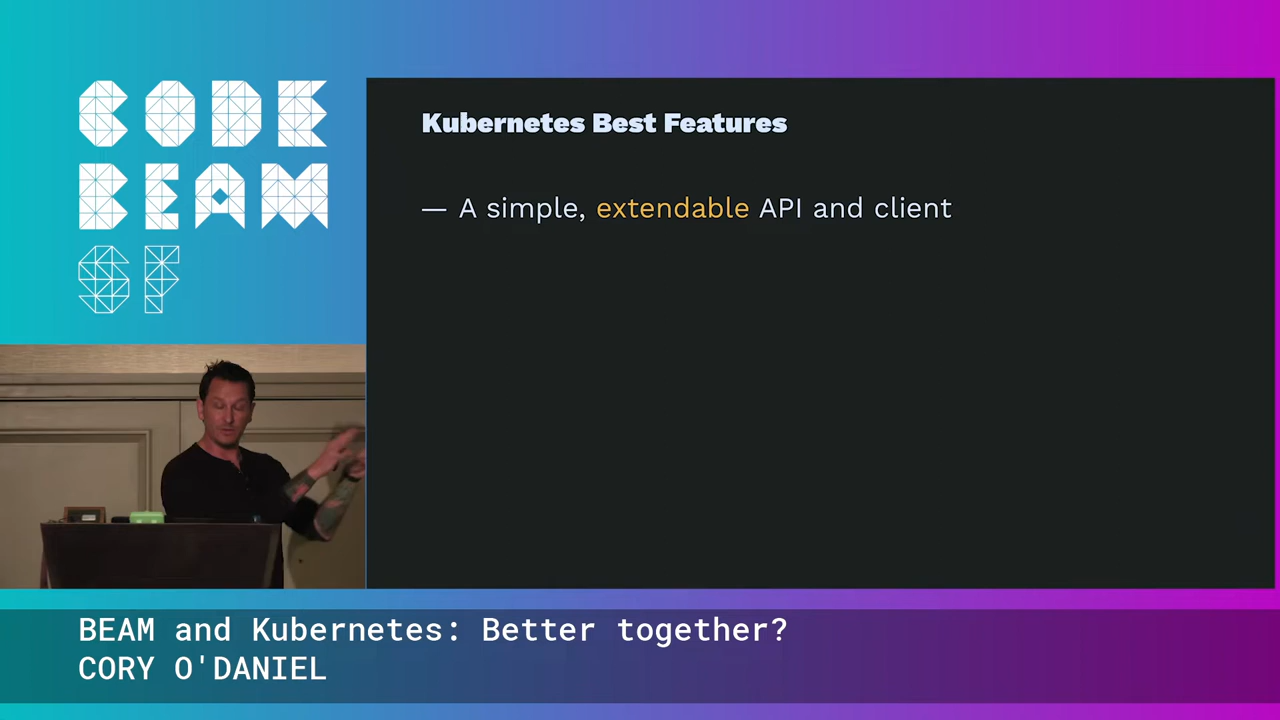 CODE
BEAM
SF
Kubernetes Best Features
— A simple, extendable API and client
BEAM and Kubernetes: Better together?
CORY O'DANIEL